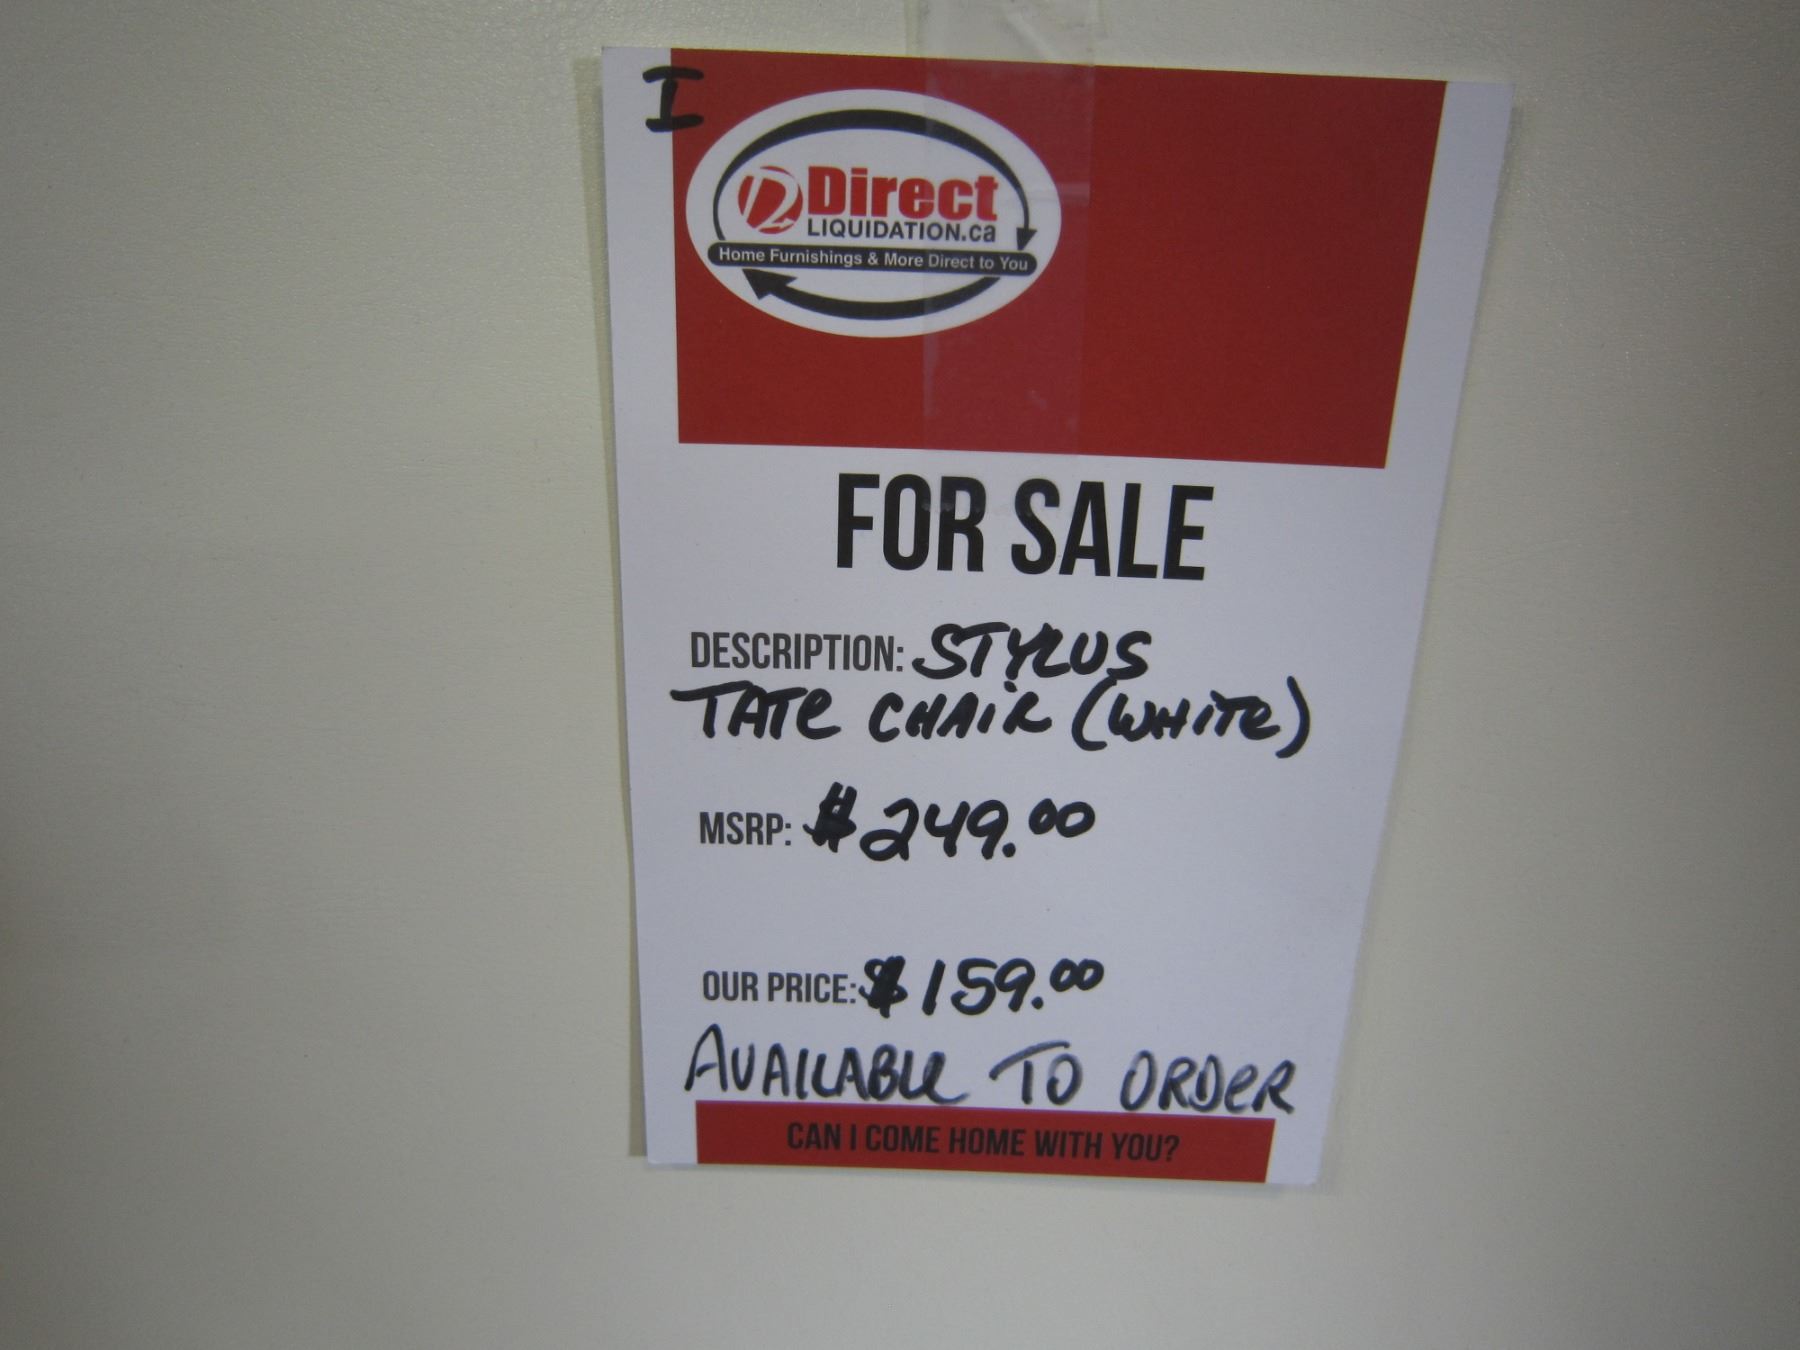 I
Direct
LIQUIDATION.ca
Home Furnishings & More Direct to You
FOR SALE
DESCRIPTION: STYLUS
TATE CHAIR (WHITE)
MSRP: $249.00
OUR PRICE: $159.00
AVAILABLE TO ORDER
CAN I COME HOME WITH YOU?